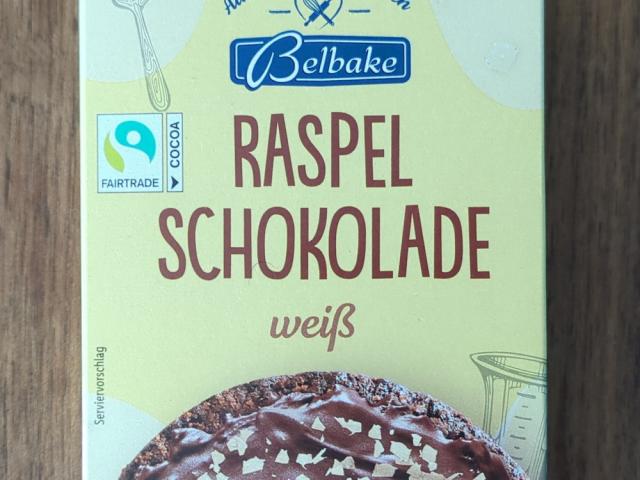 Belbake
FAIRTRADE
COCOA
RASPEL
SCHOKOLADE
weiß
Serviervorschlag